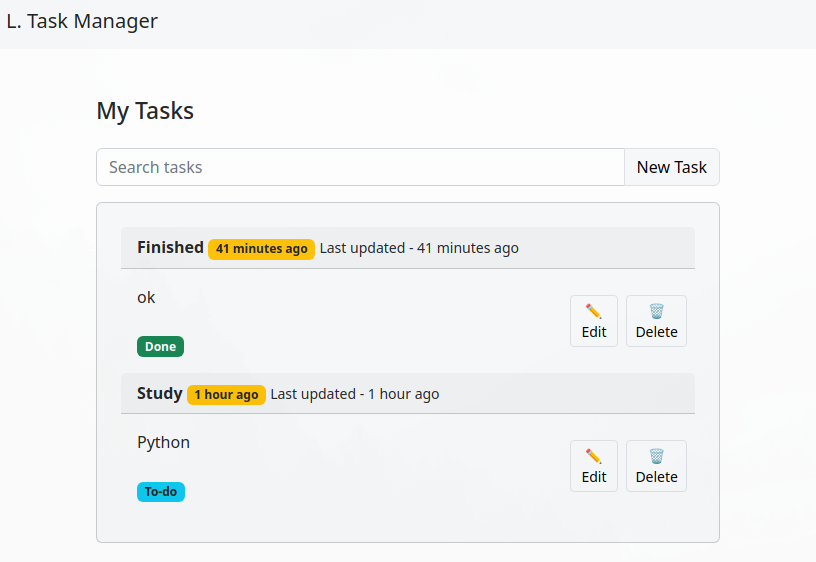 L. Task Manager
My Tasks
Search tasks New Task
Finished 41 minutes ago Last updated - 41 minutes ago
ok
Edit Delete
Done
Study 1 hour ago Last updated - 1 hour ago
Python
Edit Delete
To-do